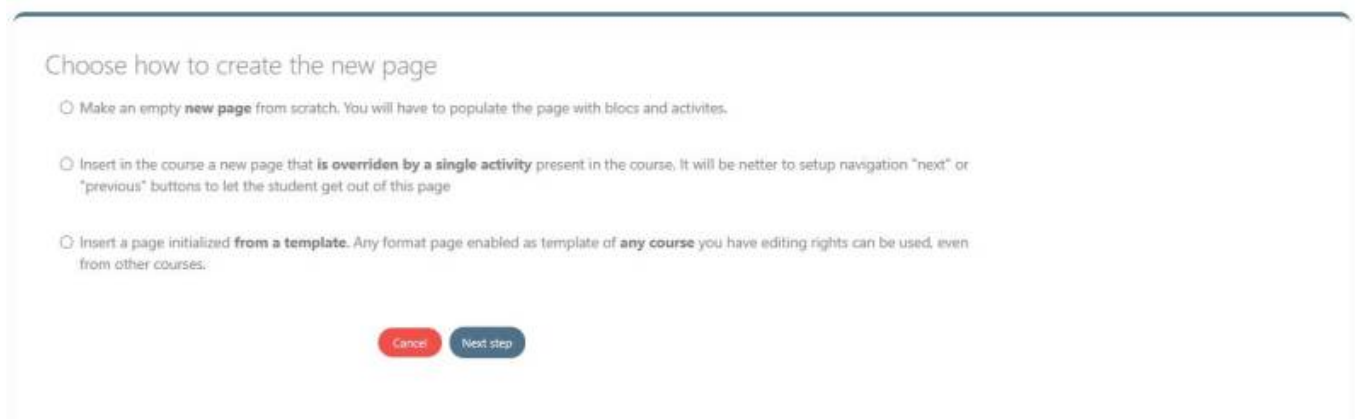 Choose how to create the new page
Make an empty new page from scratch. You will have to populate the page with blocs and activites.
Insert in the course a new page that is overriden by a single activity present in the course. It will be netter to setup navigation "next" or
"previous" buttons to let the student get out of this page
Insert a page initialized from a template. Any format page enabled as template of any course you have editing rights can be used, even
from other courses.
Cancel Next step